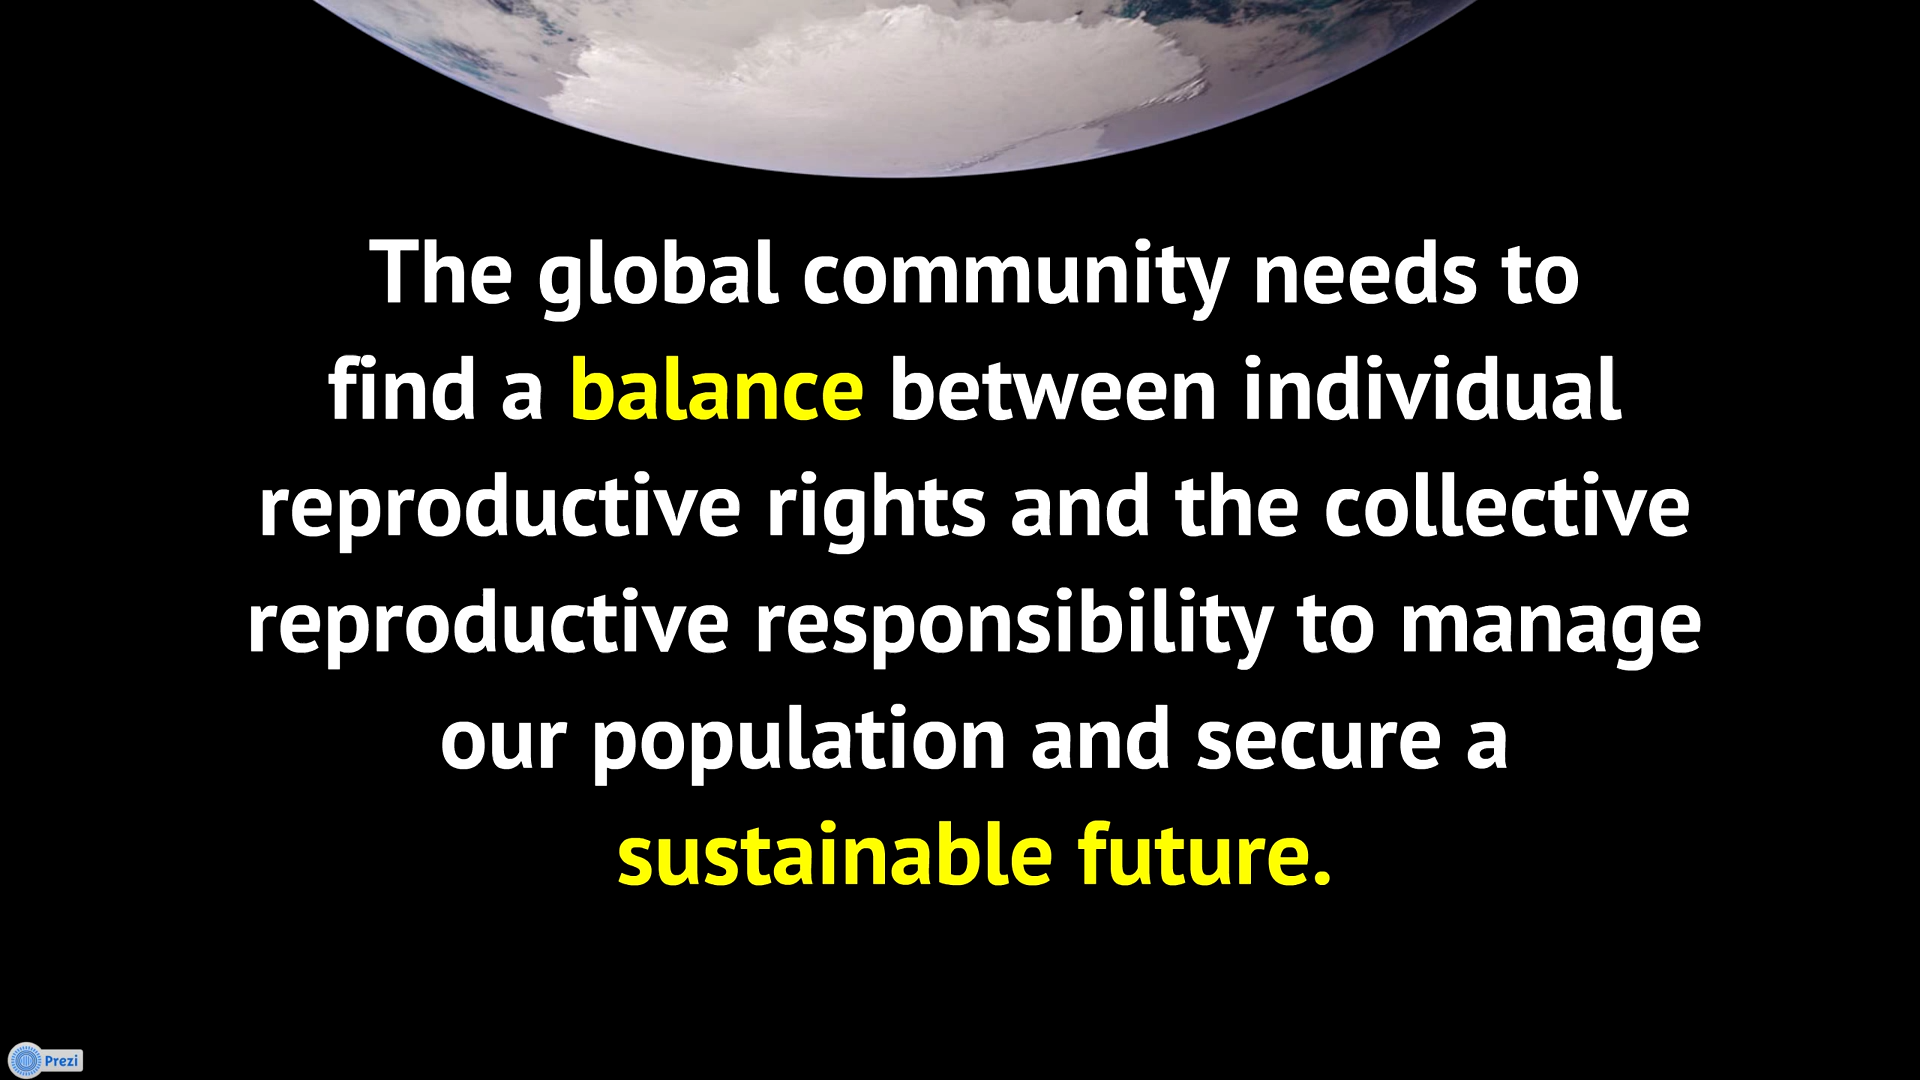 The global community needs to
find a balance between individual
reproductive rights and the collective
reproductive responsibility to manage
our population and secure a
sustainable future.
Prezi